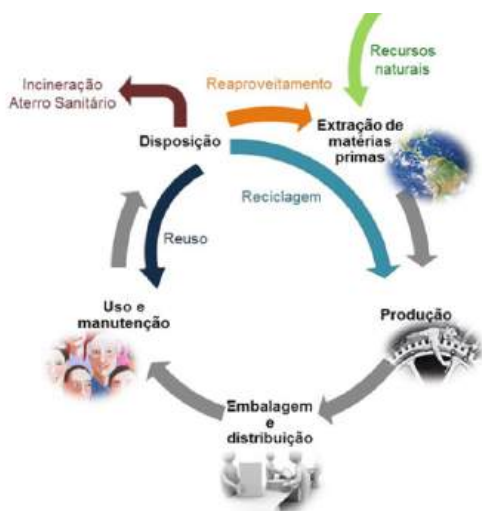 Recursos
naturais
Incineração
Aterro Sanitário
Reaproveitamento
Disposição
Extração de
matérias
primas
Reciclagem
Reuso
Uso e
manutenção
Produção
Embalagem
e
distribuição